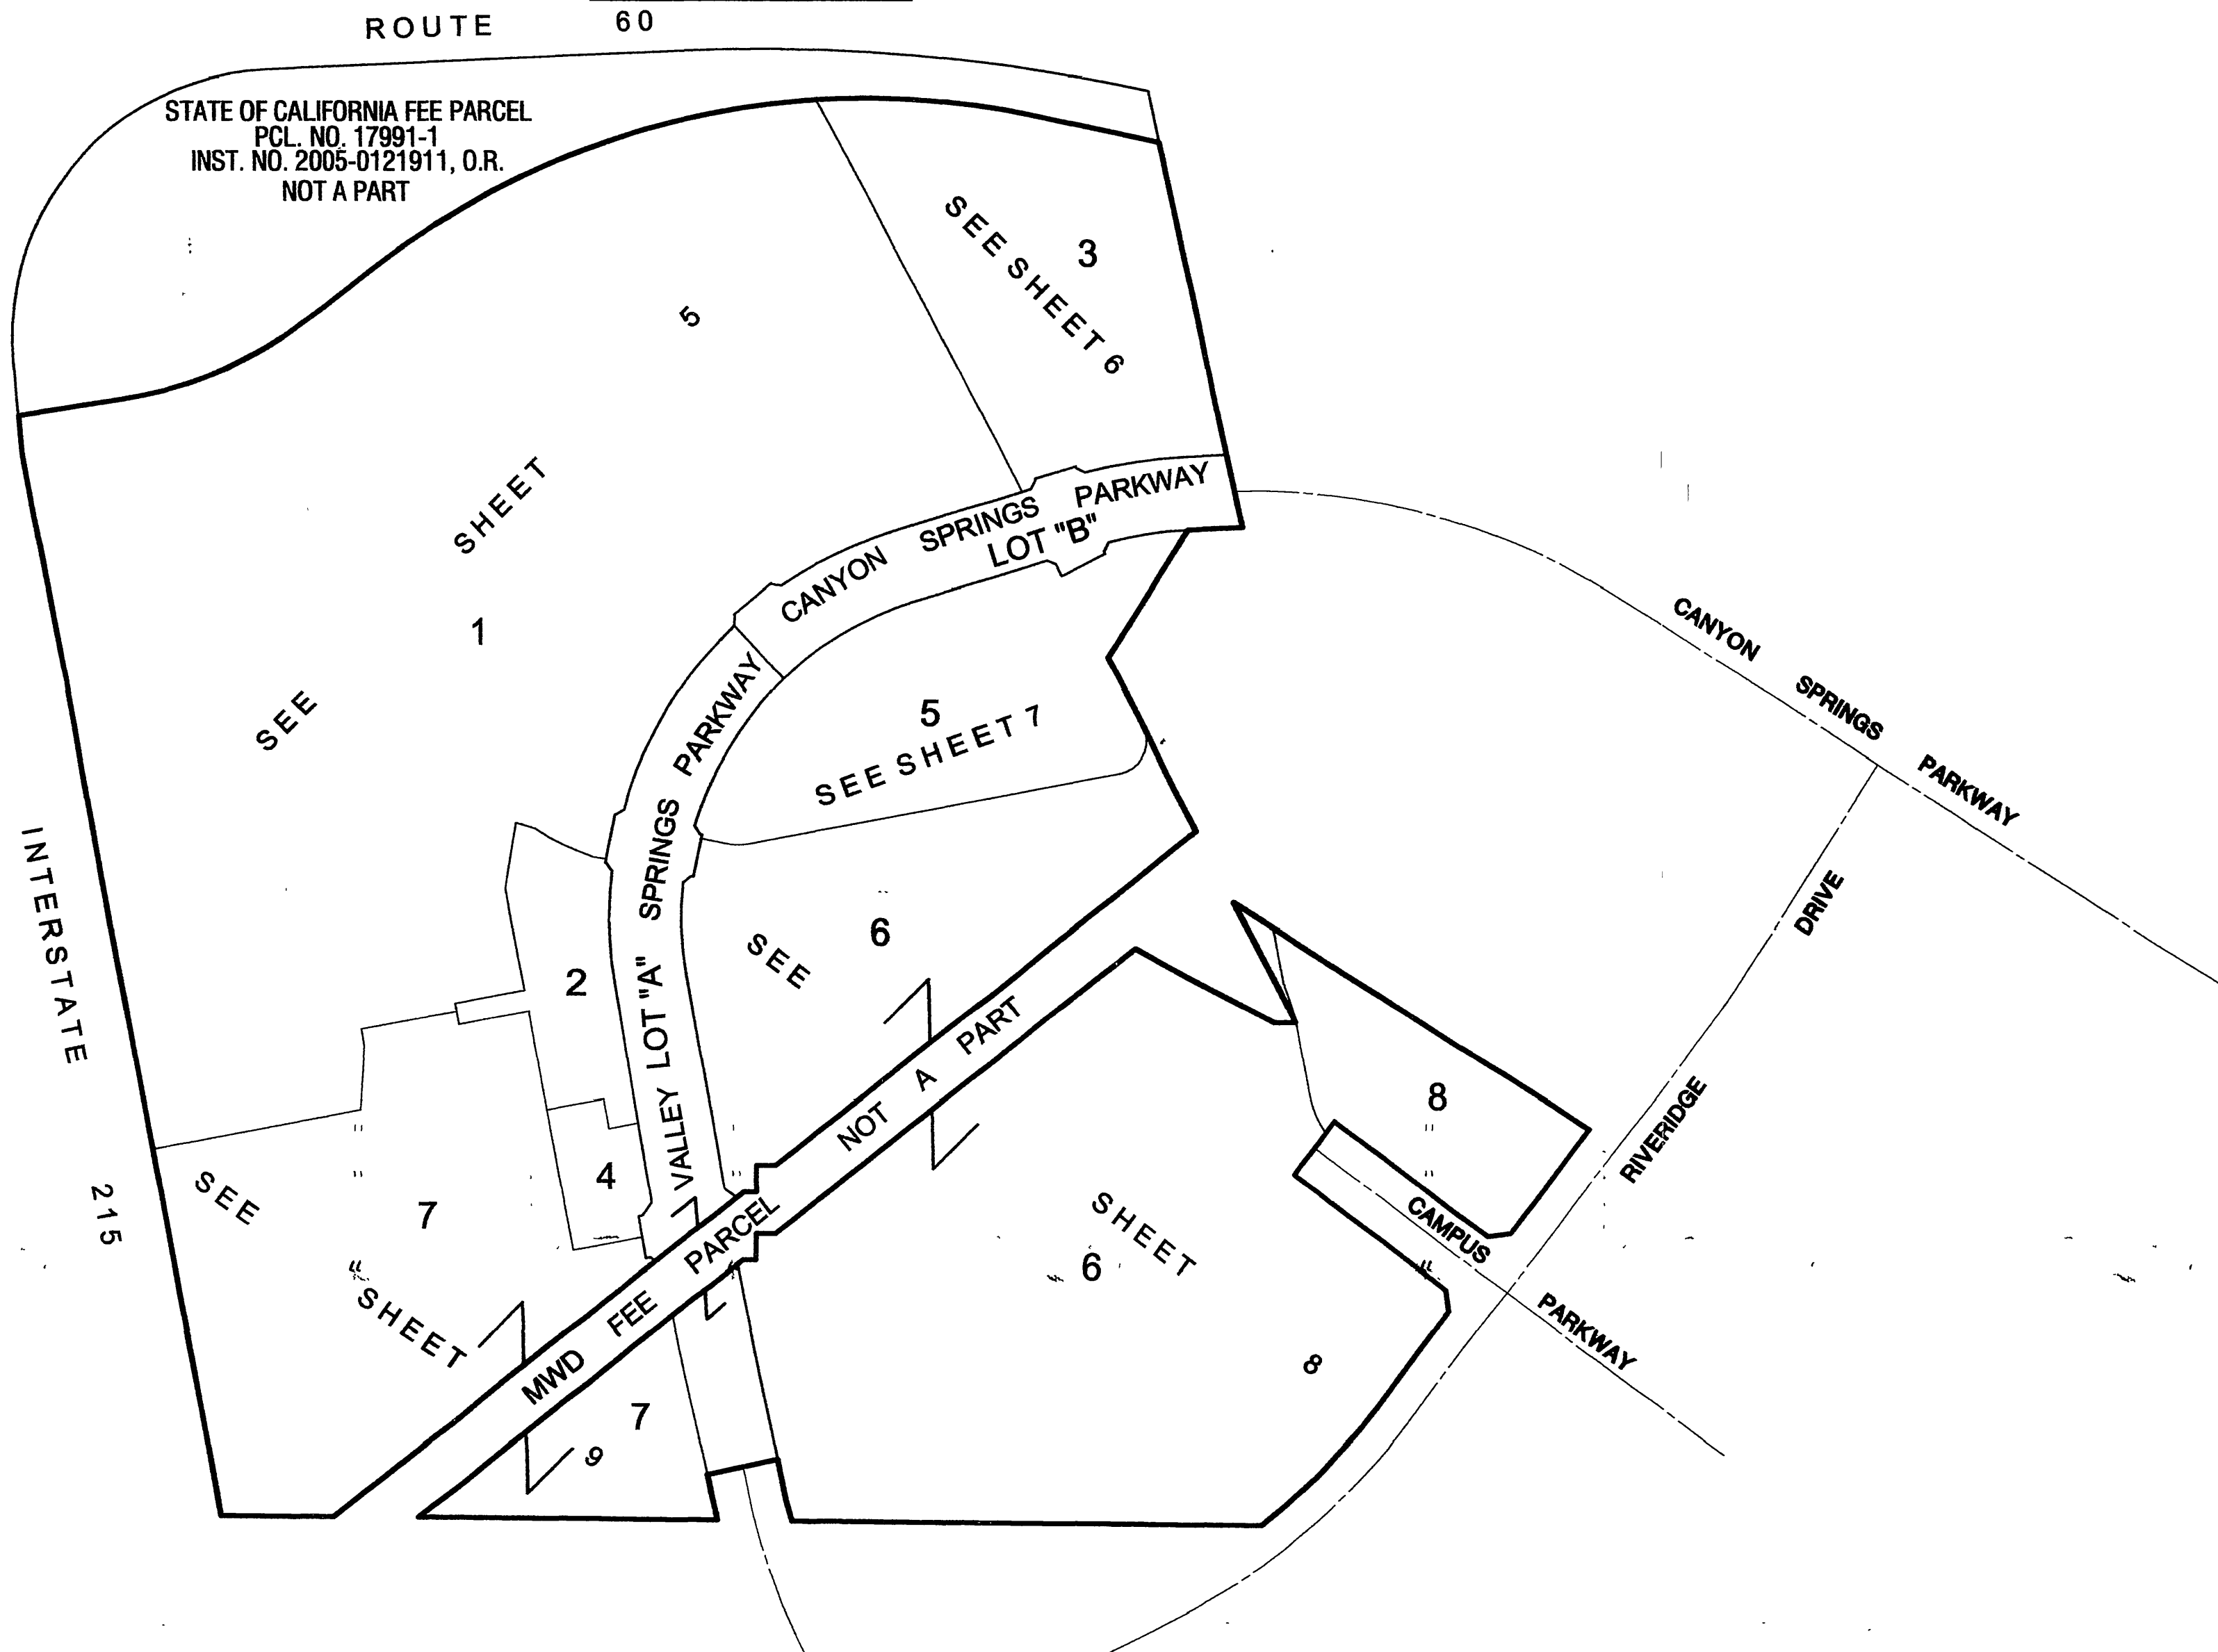 ROUTE 60
STATE OF CALIFORNIA FEE PARCEL
PCL. NO. 17991-1
INST. NO. 2005-0121911, O.R.
NOT A PART
SEE SHEET 6
3
SEE SHEET 5
1
CANYON SPRINGS PARKWAY
LOT "B"
CANYON SPRINGS PARKWAY
5
SEE SHEET 7
VALLEY LOT "A" SPRINGS PARKWAY
INTERSTATE 215
2
6
SEE SHEET 8
6
4
7
SEE SHEET 9
7
MWD FEE PARCEL NOT A PART
8
RIVERIDGE DRIVE
CAMPUS PARKWAY